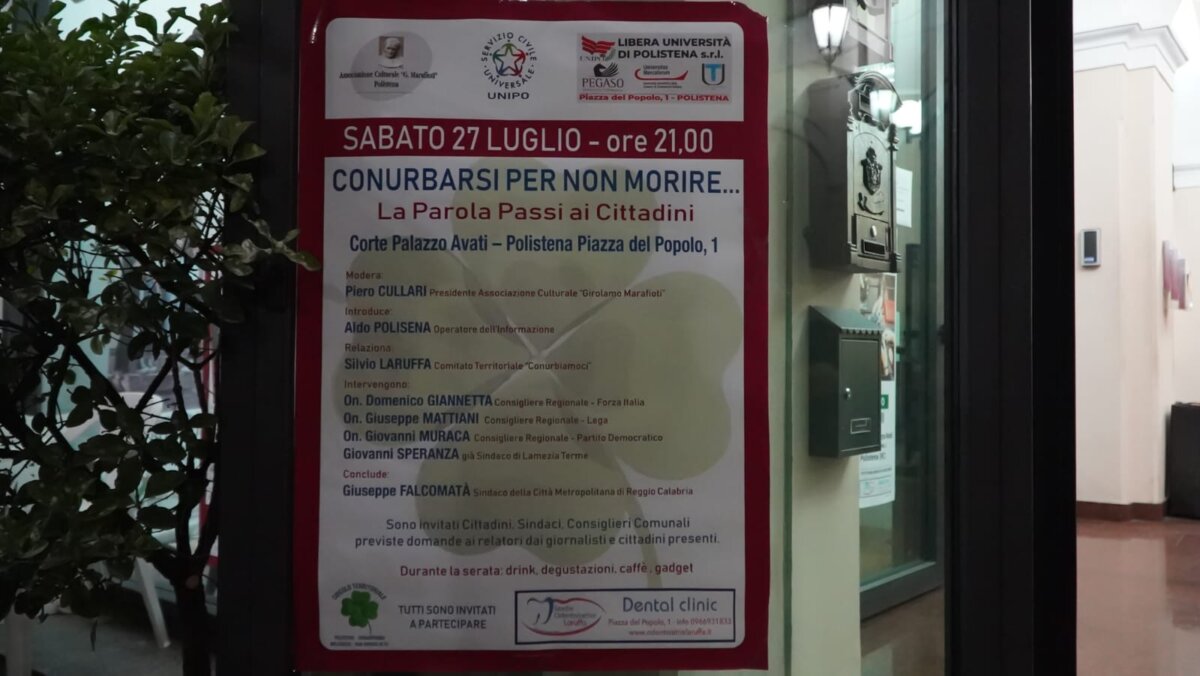 Associazione Culturale "G. Marafioti"
Polistena
SERVIZIO CIVILE
UNIVERSALE
UNIPO
LIBERA UNIVERSITÀ
DI POLISTENA s.r.l.
PEGASO
Universitas
Mercatorum
Piazza del Popolo, 1 - POLISTENA
SABATO 27 LUGLIO - ore 21,00
CONURBARSI PER NON MORIRE...
La Parola Passi ai Cittadini
Corte Palazzo Avati – Polistena Piazza del Popolo, 1
Modera:
Piero CULLARI Presidente Associazione Culturale "Girolamo Marafioti"
Introduce:
Aldo POLISENA Operatore dell'Informazione
Relaziona:
Silvio LARUFFA Comitato Territoriale "Conurbiamoci"
Intervengono:
On. Domenico GIANNETTA Consigliere Regionale - Forza Italia
On. Giuseppe MATTIANI Consigliere Regionale - Lega
On. Giovanni MURACA Consigliere Regionale - Partito Democratico
Giovanni SPERANZA già Sindaco di Lamezia Terme
Conclude:
Giuseppe FALCOMATÀ Sindaco della Città Metropolitana di Reggio Calabria
Sono invitati Cittadini, Sindaci, Consiglieri Comunali
previste domande ai relatori dai giornalisti e cittadini presenti.
Durante la serata: drink, degustazioni, caffè, gadget
TUTTI SONO INVITATI
A PARTECIPARE
Laruffa
Dental clinic
Piazza del Popolo, 1 - Info 0966931833